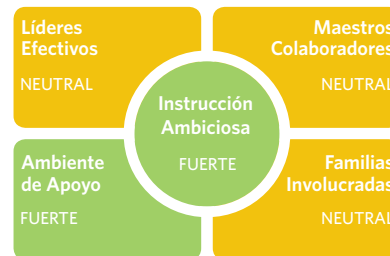 Líderes
Efectivos
NEUTRAL
Maestros
Colaboradores
NEUTRAL
Instrucción
Ambiciosa
FUERTE
Ambiente
de Apoyo
FUERTE
Familias
Involucradas
NEUTRAL